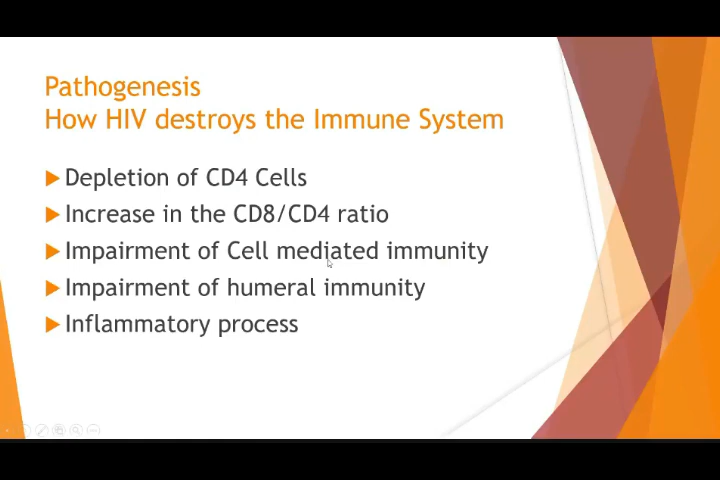 Pathogenesis
How HIV destroys the Immune System
Depletion of CD4 Cells
Increase in the CD8/CD4 ratio
Impairment of Cell mediated immunity
Impairment of humeral immunity
Inflammatory process